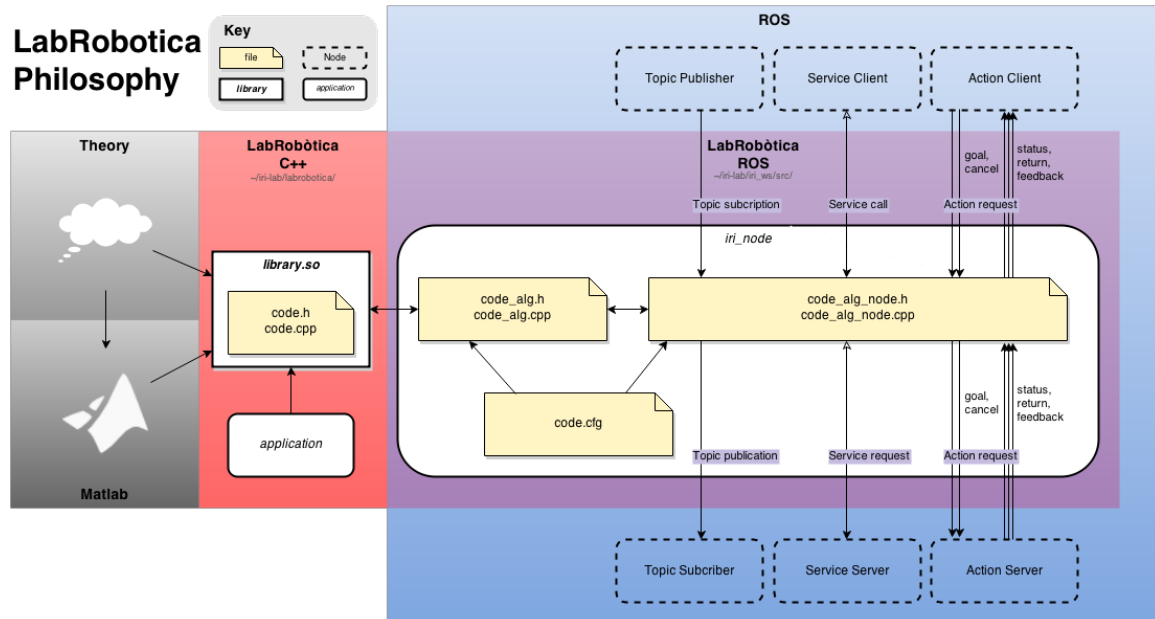 LabRobotica
Philosophy
Key
file
Node
library
application
ROS
Topic Publisher
Service Client
Action Client
Theory
LabRobòtica
C++
~/iri-lab/labrobotica/
LabRobòtica
ROS
~/iri-lab/iri_ws/src/
goal,
cancel
status,
return,
feedback
Topic subcription
Service call
Action request
iri_node
library.so
code.h
code.cpp
code_alg.h
code_alg.cpp
code_alg_node.h
code_alg_node.cpp
code.cfg
application
goal,
cancel
status,
return,
feedback
Topic publication
Service request
Action request
Matlab
Topic Subcriber
Service Server
Action Server